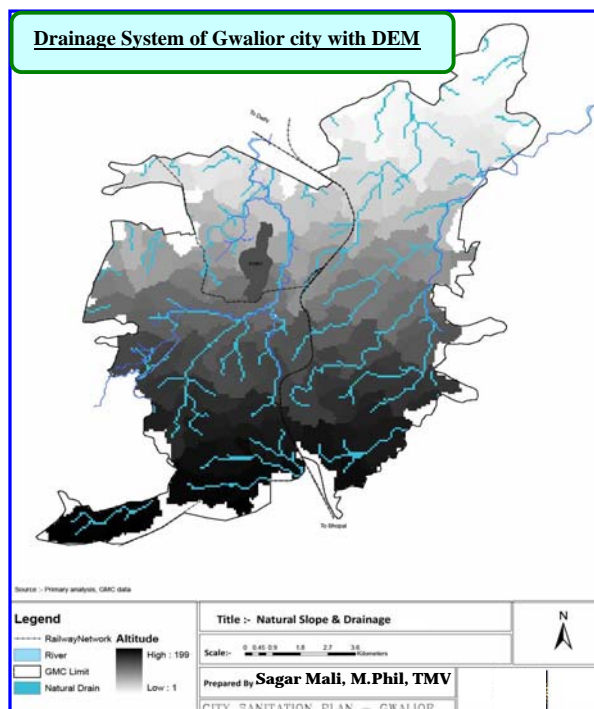 Drainage System of Gwalior city with DEM
To Delhi
To Bhopal
Source :- Primary analysis, GMC data
Legend
RailwayNetwork
River
GMC Limit
Natural Drain
Altitude
High : 199
Low : 1
Title :- Natural Slope & Drainage
Scale:- 0 0.45 0.9 1.8 2.7 3.6
Kilometers
N
Prepared By Sagar Mali, M.Phil, TMV
CITY SANITATION PLAN – GWALIOR